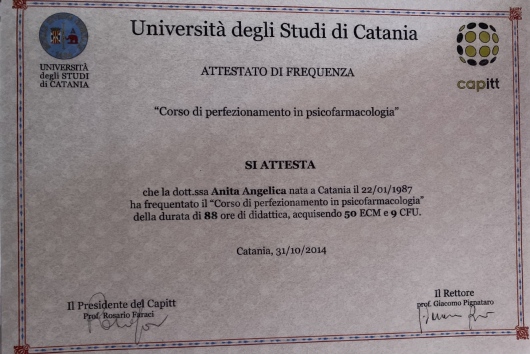 Università degli Studi di Catania
UNIVERSITÀ
degli STUDI
di CATANIA
capitt
ATTESTATO DI FREQUENZA
“Corso di perfezionamento in psicofarmacologia”
SI ATTESTA
che la dott.ssa Anita Angelica nata a Catania il 22/01/1987
ha frequentato il “Corso di perfezionamento in psicofarmacologia”
della durata di 88 ore di didattica, acquisendo 50 ECM e 9 CFU.
Catania, 31/10/2014
Il Presidente del Capitt
Prof. Rosario Faraci
Il Rettore
prof. Giacomo Pignataro